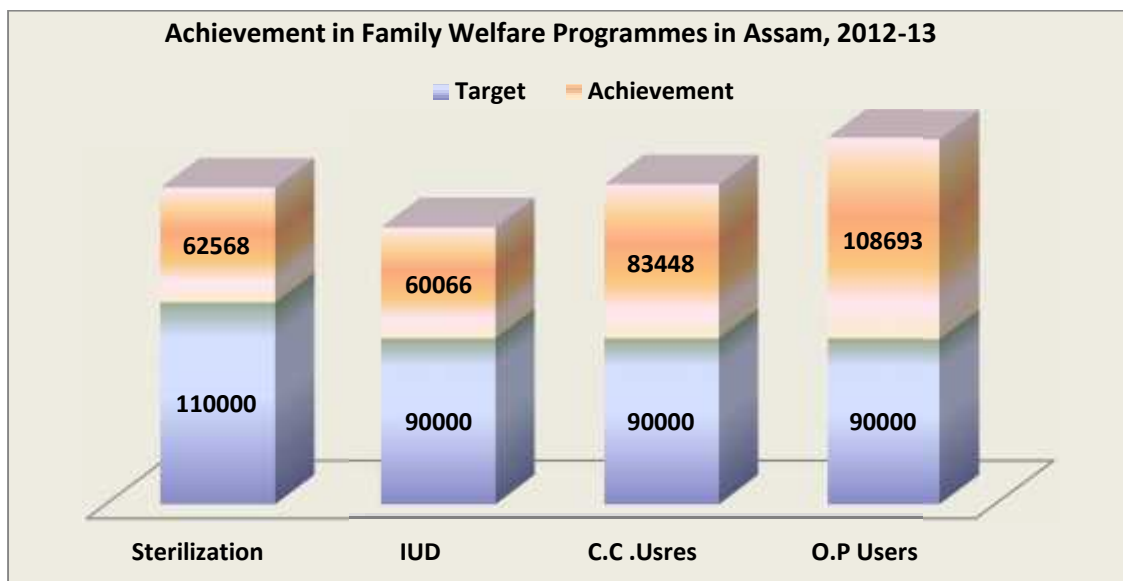 Achievement in Family Welfare Programmes in Assam, 2012-13
Target Achievement
62568 60066 83448 108693
110000 90000 90000 90000
Sterilization IUD C.C .Usres O.P Users